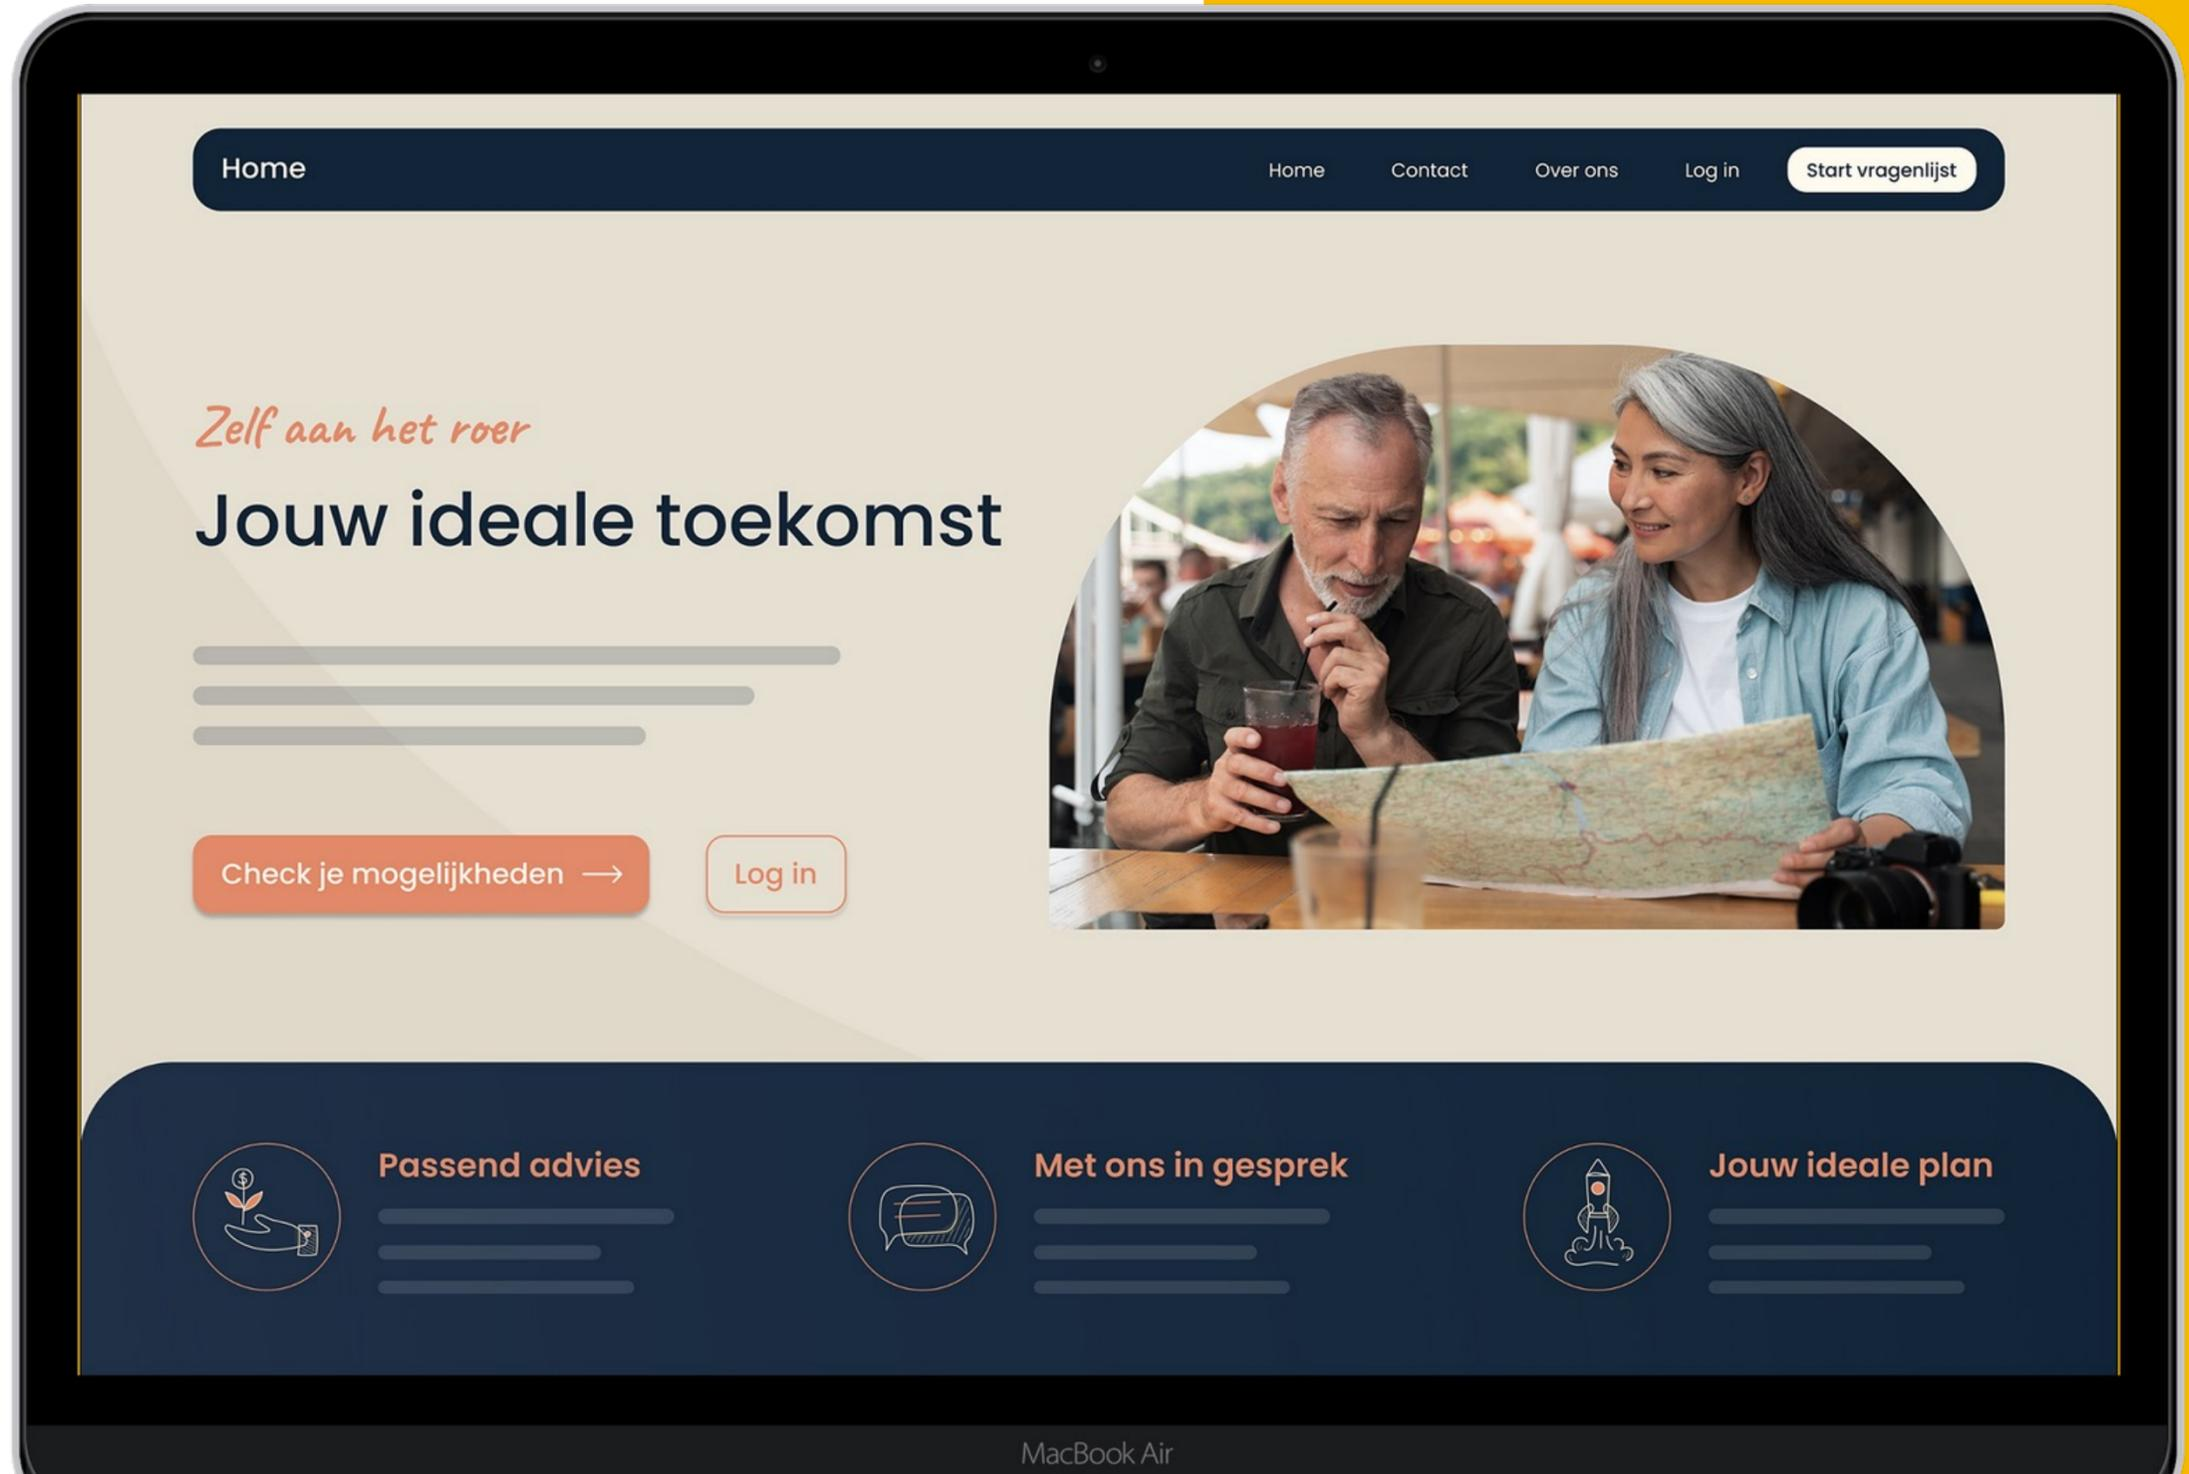 Home
Home Contact Over ons Log in Start vragenlijst
Zelf aan het roer
Jouw ideale toekomst
Check je mogelijkheden →
Log in
Passend advies
$
Met ons in gesprek
Jouw ideale plan
MacBook Air